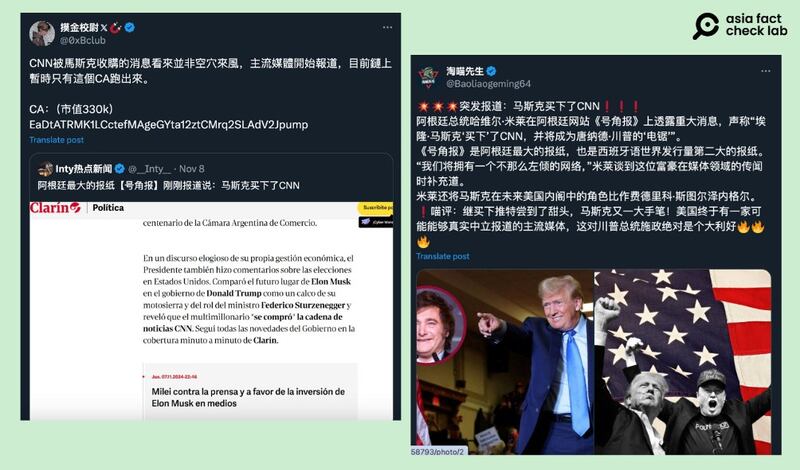 asia fact
check lab
摸金校尉
@0xBclub
CNN被馬斯克收購的消息看來並非空穴來風，主流媒體開始報道，目前鏈上
暫時只有這個CA跑出來。
CA：（市值330k）
EaDtATRMK1LCctefMAgeGYta12ztCMrq2SLAdV2Jpump
Translate post
Inty热点新闻 @__Inty__ · Nov 8
阿根廷最大的报纸【号角报】刚刚报道说：马斯克买下了CNN
Clarín Política
Suscribite po
centenario de la Cámara Argentina de Comercio.
En un discurso elogioso de su propia gestión económica, el
Presidente también hizo comentarios sobre las elecciones
en Estados Unidos. Comparó el futuro lugar de Elon Musk
en el gobierno de Donald Trump como un calco de su
motosierra y del rol del ministro Federico Sturzenegger y
reveló que el multimillonario "se compró" la cadena de
noticias CNN. Seguí todas las novedades del Gobierno en la
cobertura minuto a minuto de Clarín.
Jue. 07.11.2024-22:46
Milei contra la prensa y a favor de la inversión de
Elon Musk en medios
淘喵先生
@Baoliaogeming64
突发报道：马斯克买下了CNN❗❗❗
阿根廷总统哈维尔·米莱在阿根廷网站《号角报》上透露重大消息，声称“埃
隆·马斯克‘买下’了CNN，并将成为唐纳德·川普的‘电锯’”。
《号角报》是阿根廷最大的报纸，也是西班牙语世界发行量第二大的报纸。
“我们将拥有一个不那么左倾的网络，”米莱谈到这位富豪在媒体领域的传闻
时补充道。
米莱还将马斯克在未来美国内阁中的角色比作费德里科·斯图尔泽内格尔。
❗喵评：继买下推特尝到了甜头，马斯克又一大手笔！美国终于有一家可
能能够真正中立报道的主流媒体，这对川普总统施政绝对是个大利好
Translate post
58793/photo/2